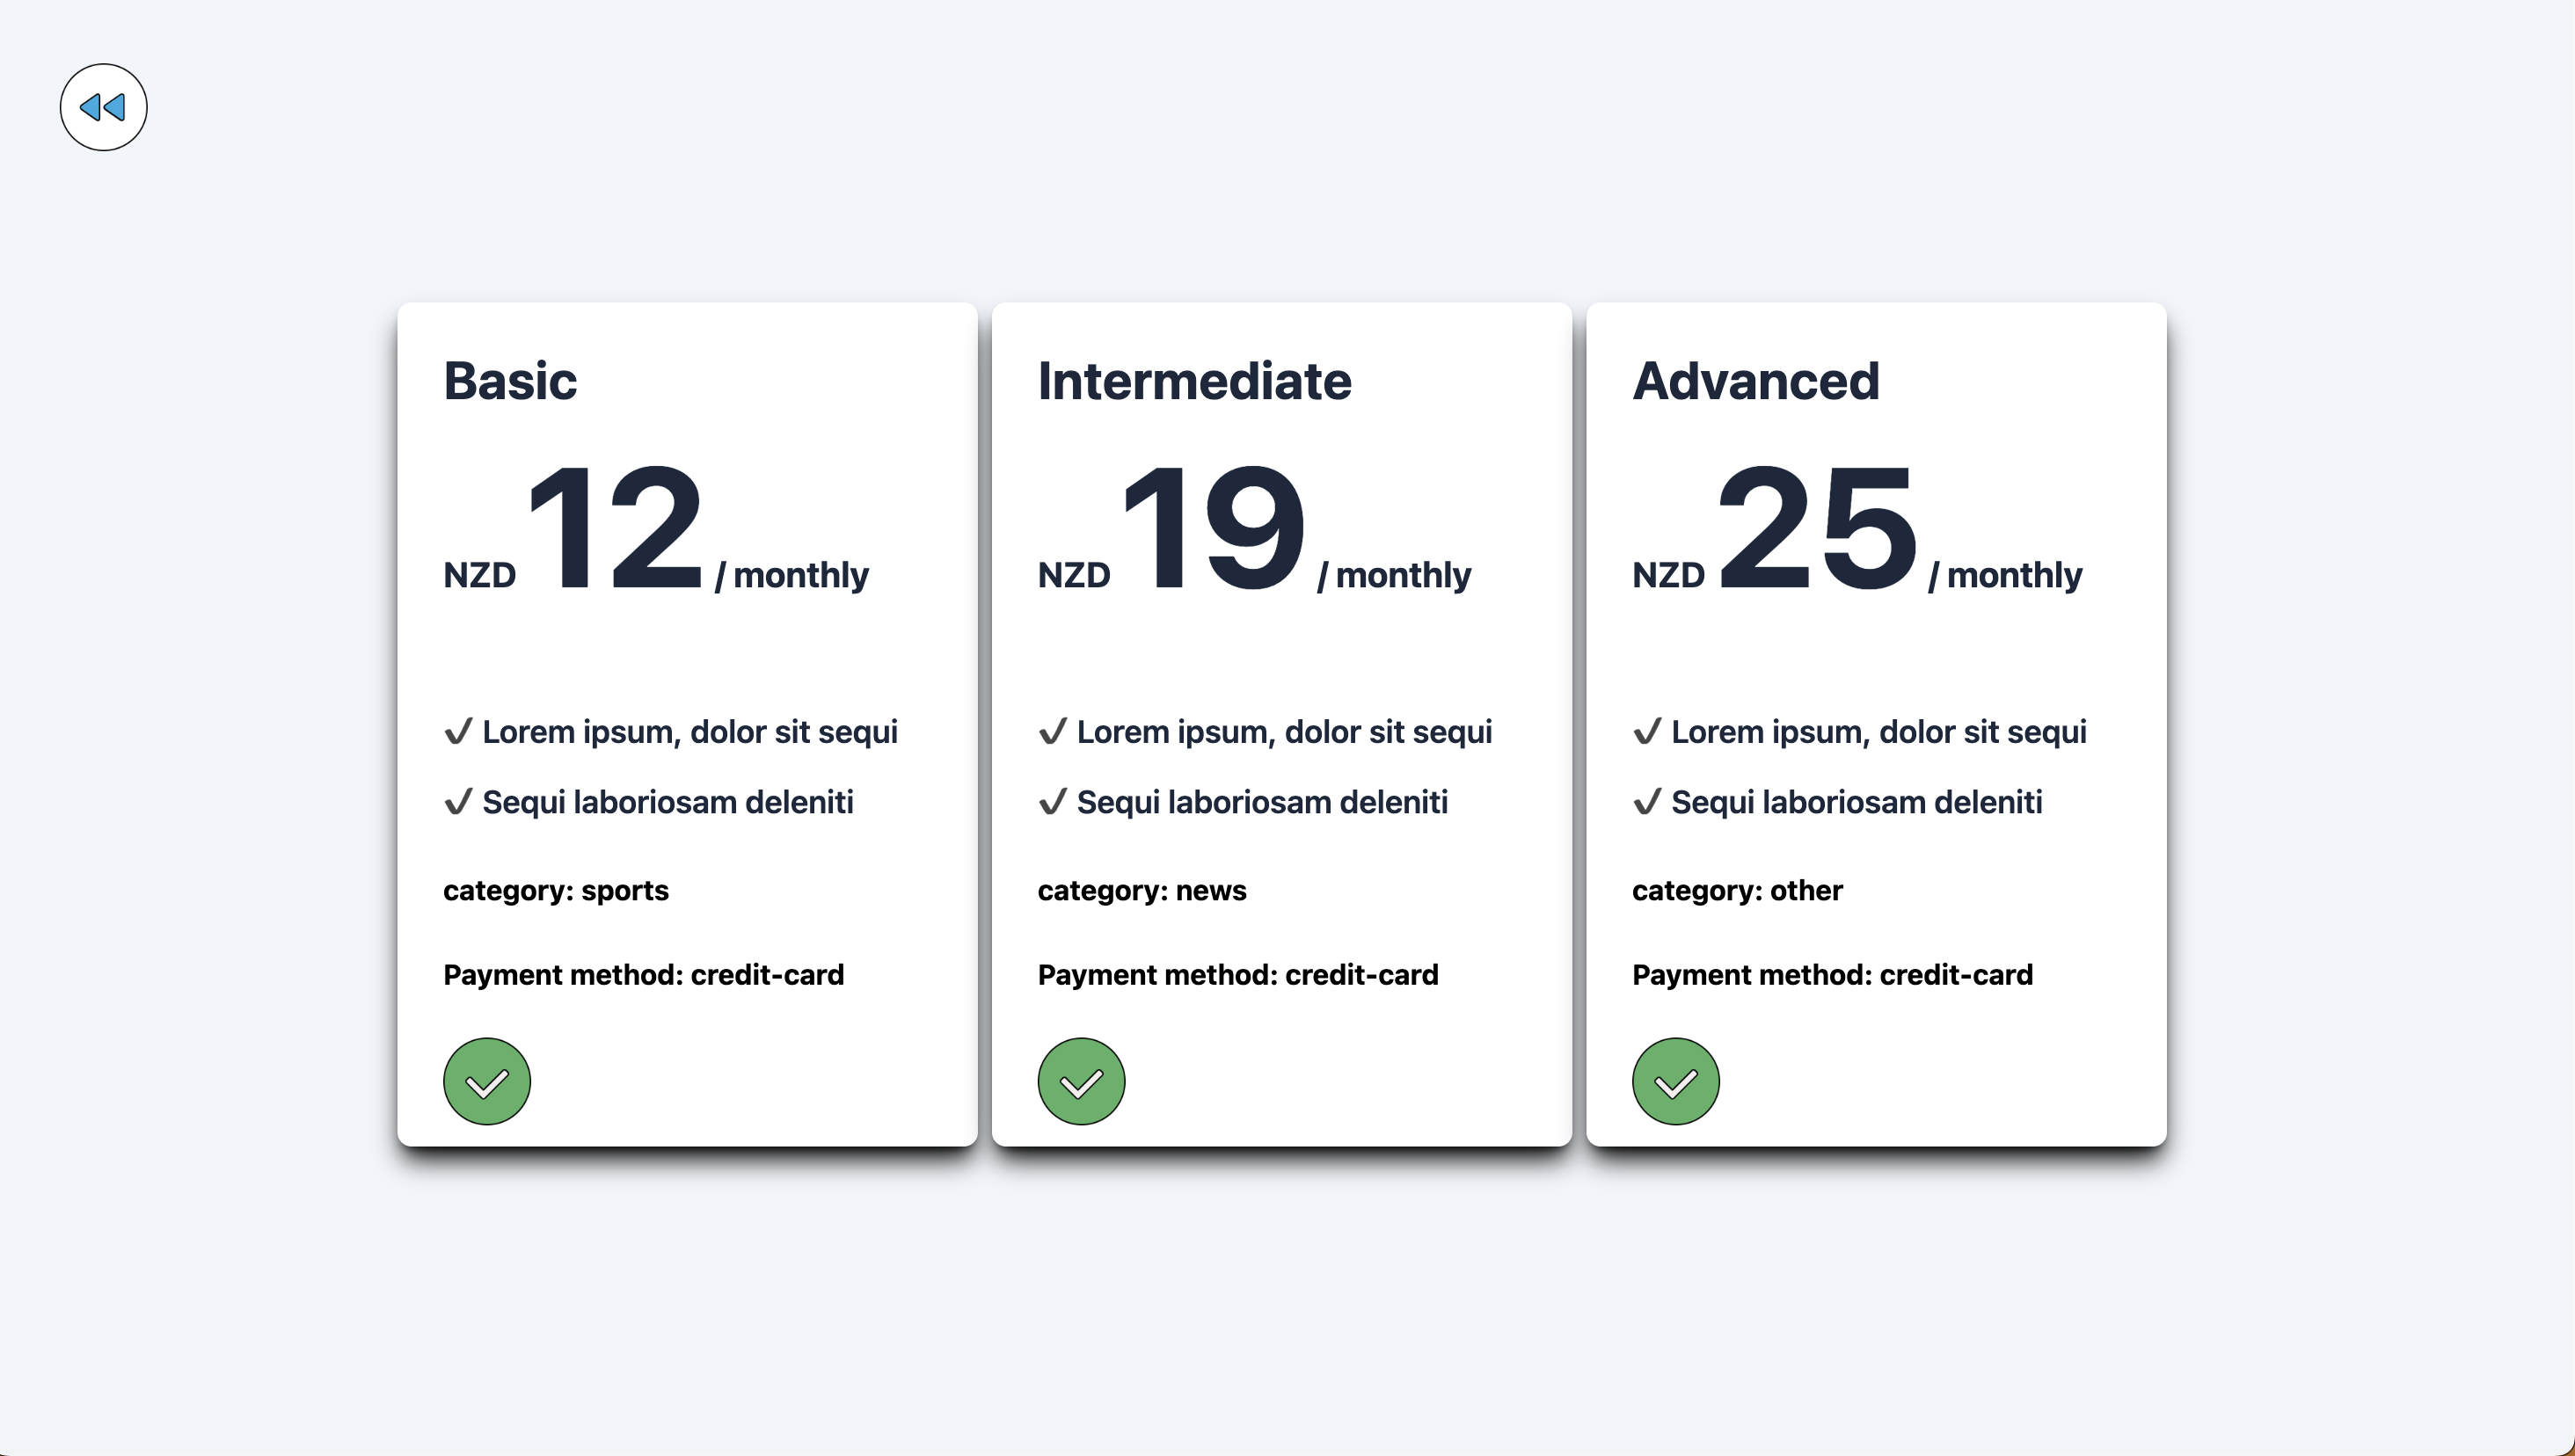 Basic
NZD 12 / monthly
✓ Lorem ipsum, dolor sit sequi
✓ Sequi laboriosam deleniti
category: sports
Payment method: credit-card
Intermediate
NZD 19 / monthly
✓ Lorem ipsum, dolor sit sequi
✓ Sequi laboriosam deleniti
category: news
Payment method: credit-card
Advanced
NZD 25 / monthly
✓ Lorem ipsum, dolor sit sequi
✓ Sequi laboriosam deleniti
category: other
Payment method: credit-card